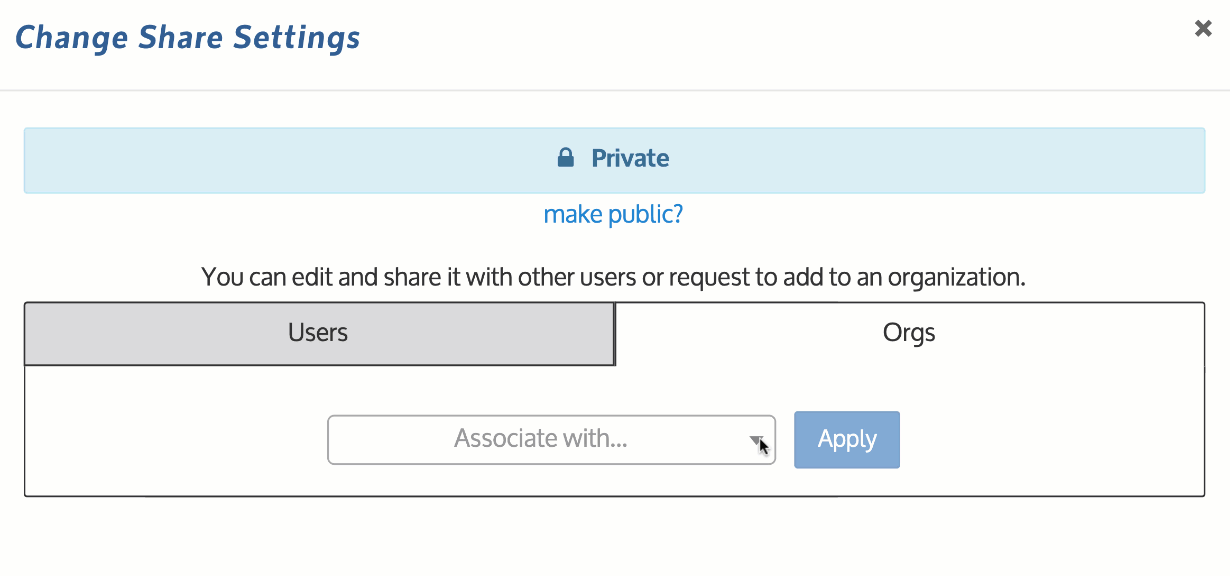 Change Share Settings
Private
make public?
You can edit and share it with other users or request to add to an organization.
Users
Orgs
Associate with...
Apply